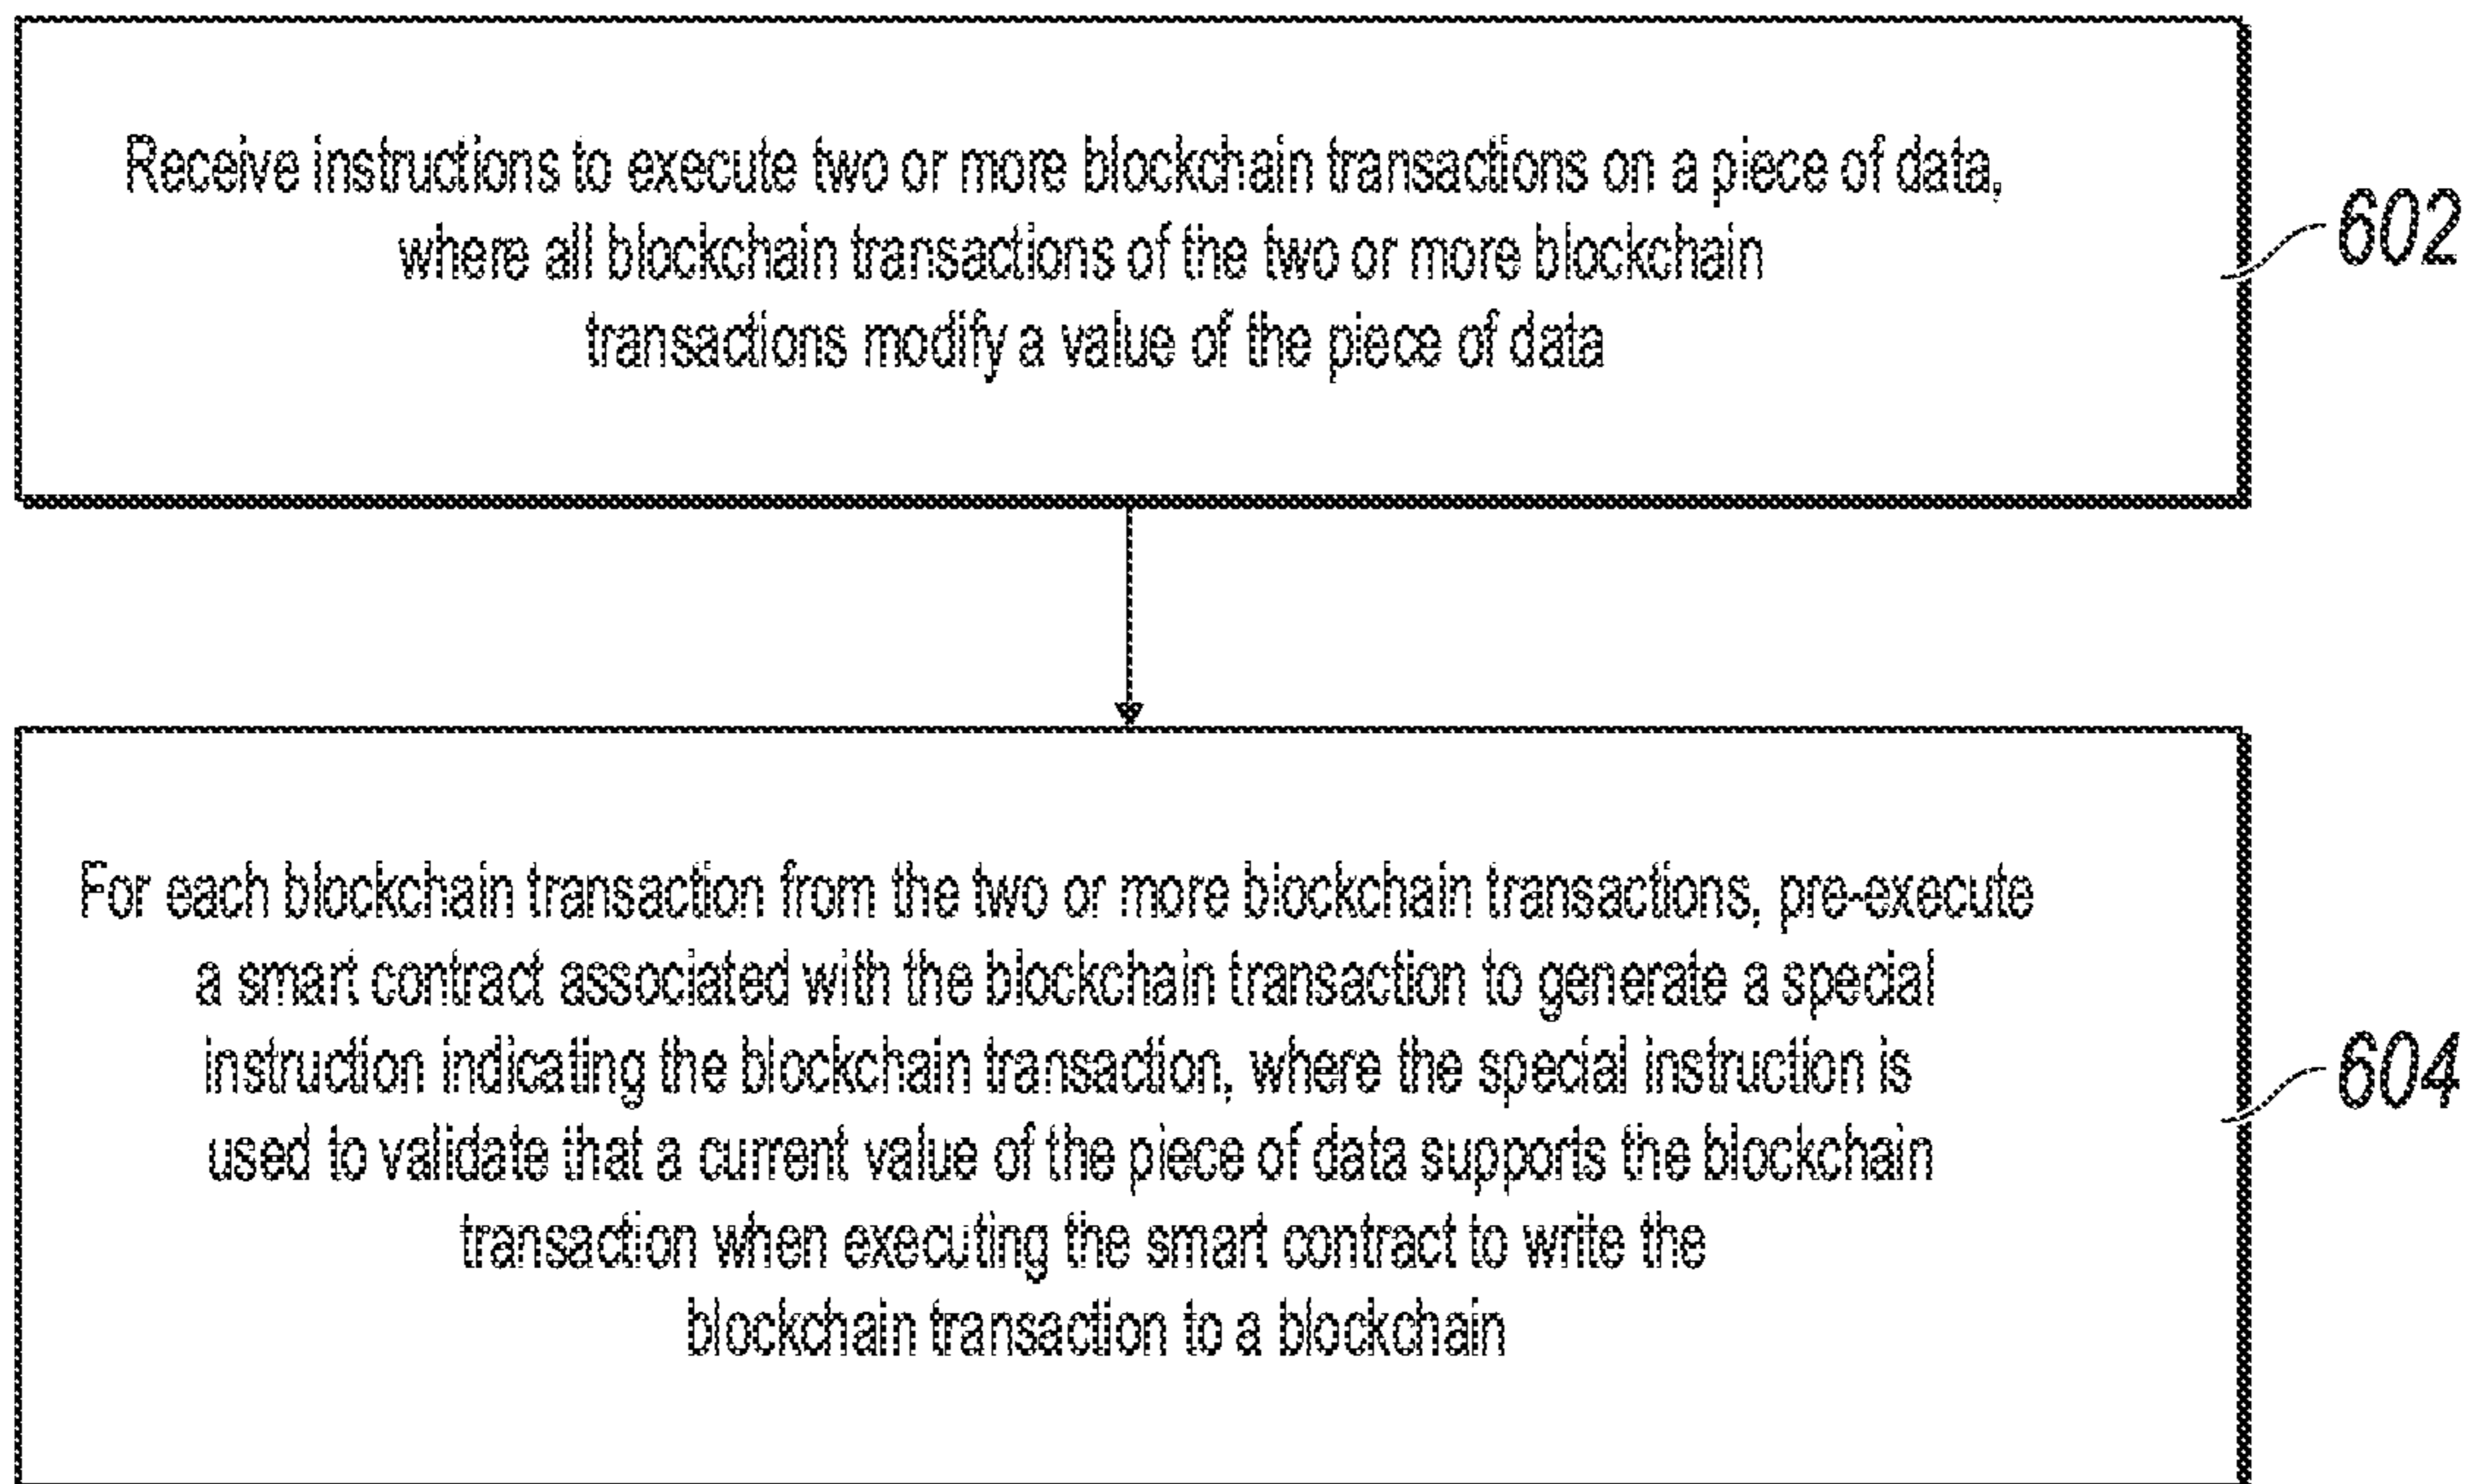 Receive instructions to execute two or more blockchain transactions on a piece of data,
where all blockchain transactions of the two or more blockchain
transactions modify a value of the piece of data
602
For each blockchain transaction from the two or more blockchain transactions, pre-execute
a smart contract associated with the blockchain transaction to generate a special
instruction indicating the blockchain transaction, where the special instruction is
used to validate that a current value of the piece of data supports the blockchain
transaction when executing the smart contract to write the
blockchain transaction to a blockchain
604